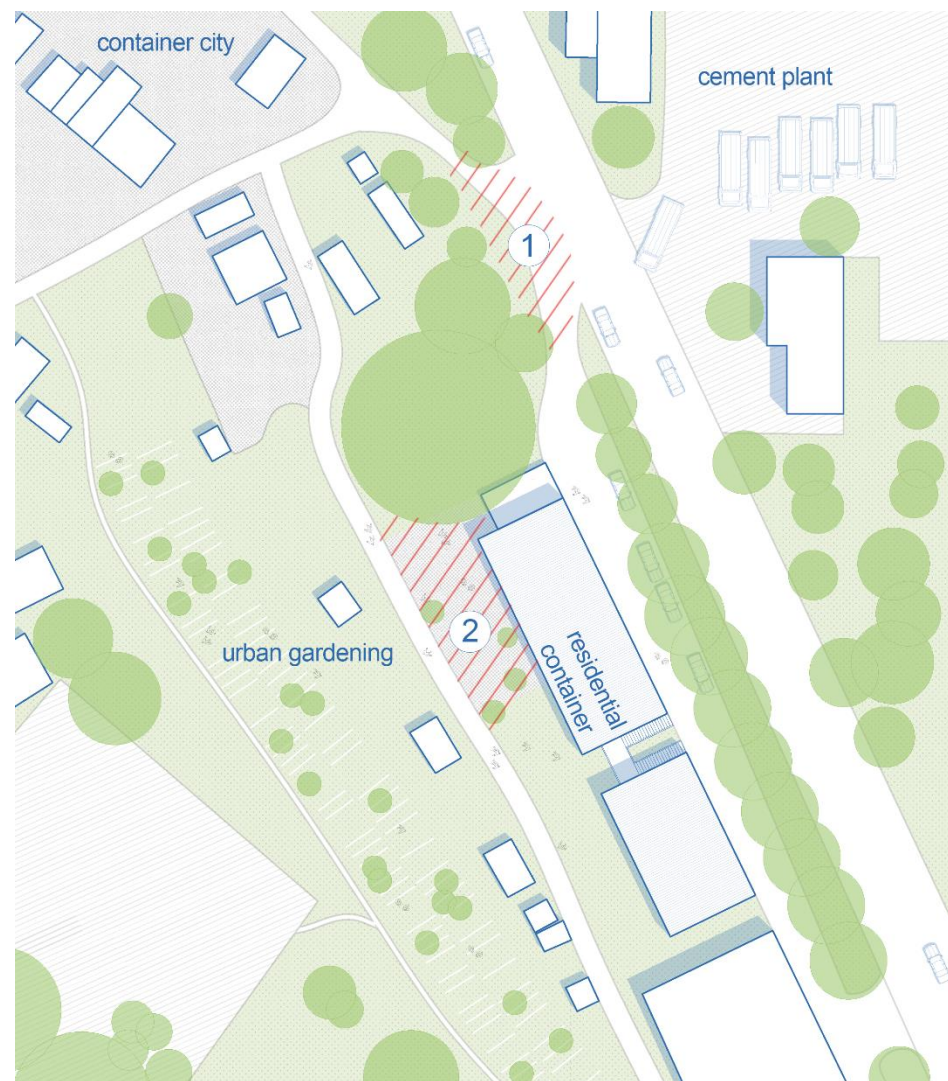 container city
cement plant
1
2
urban gardening
residential
container